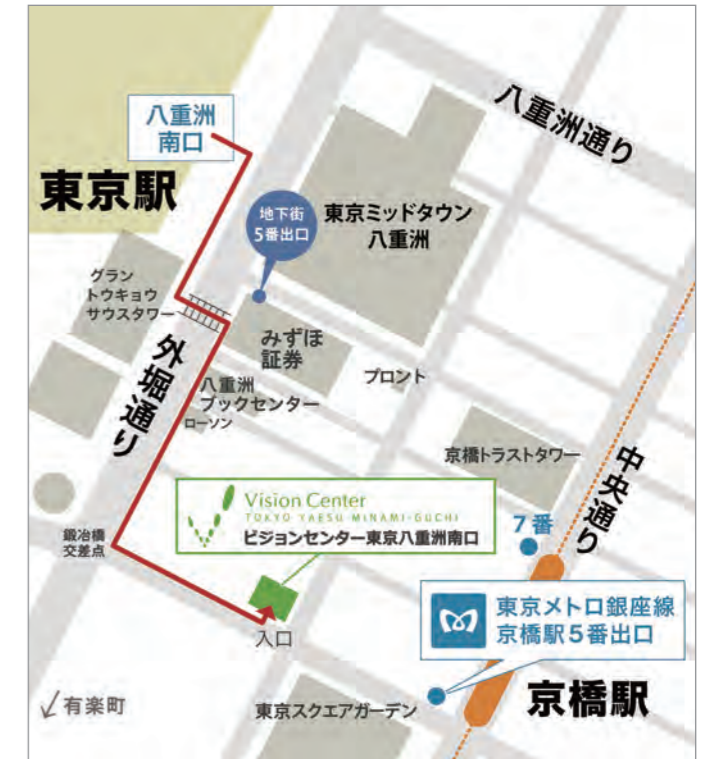 八重洲
南口
八重洲通り
東京駅
地下街
5番出口
東京ミッドタウン
八重洲
グラン
トウキョウ
サウスタワー
みずほ
証券
外堀通り
八重洲
ブックセンター
ローソン
プロント
京橋トラストタワー
中央通り
Vision Center
TOKYO YAESU MINAMI-GUCHI
ビジョンセンター東京八重洲南口
7番
鍛冶橋
交差点
東京メトロ銀座線
京橋駅5番出口
入口
有楽町
東京スクエアガーデン
京橋駅